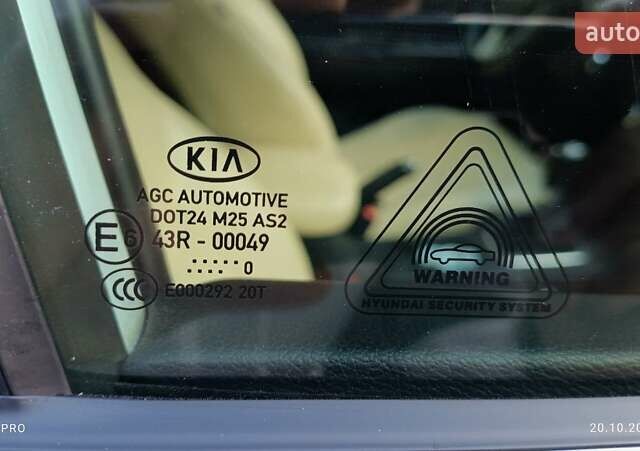 auto
KIA
AGC AUTOMOTIVE
DOT24 M25 AS2
E6 43R - 00049
0
CCC E000292 20T
WARNING
HYUNDAI SECURITY SYSTEM
PRO
20.10.20